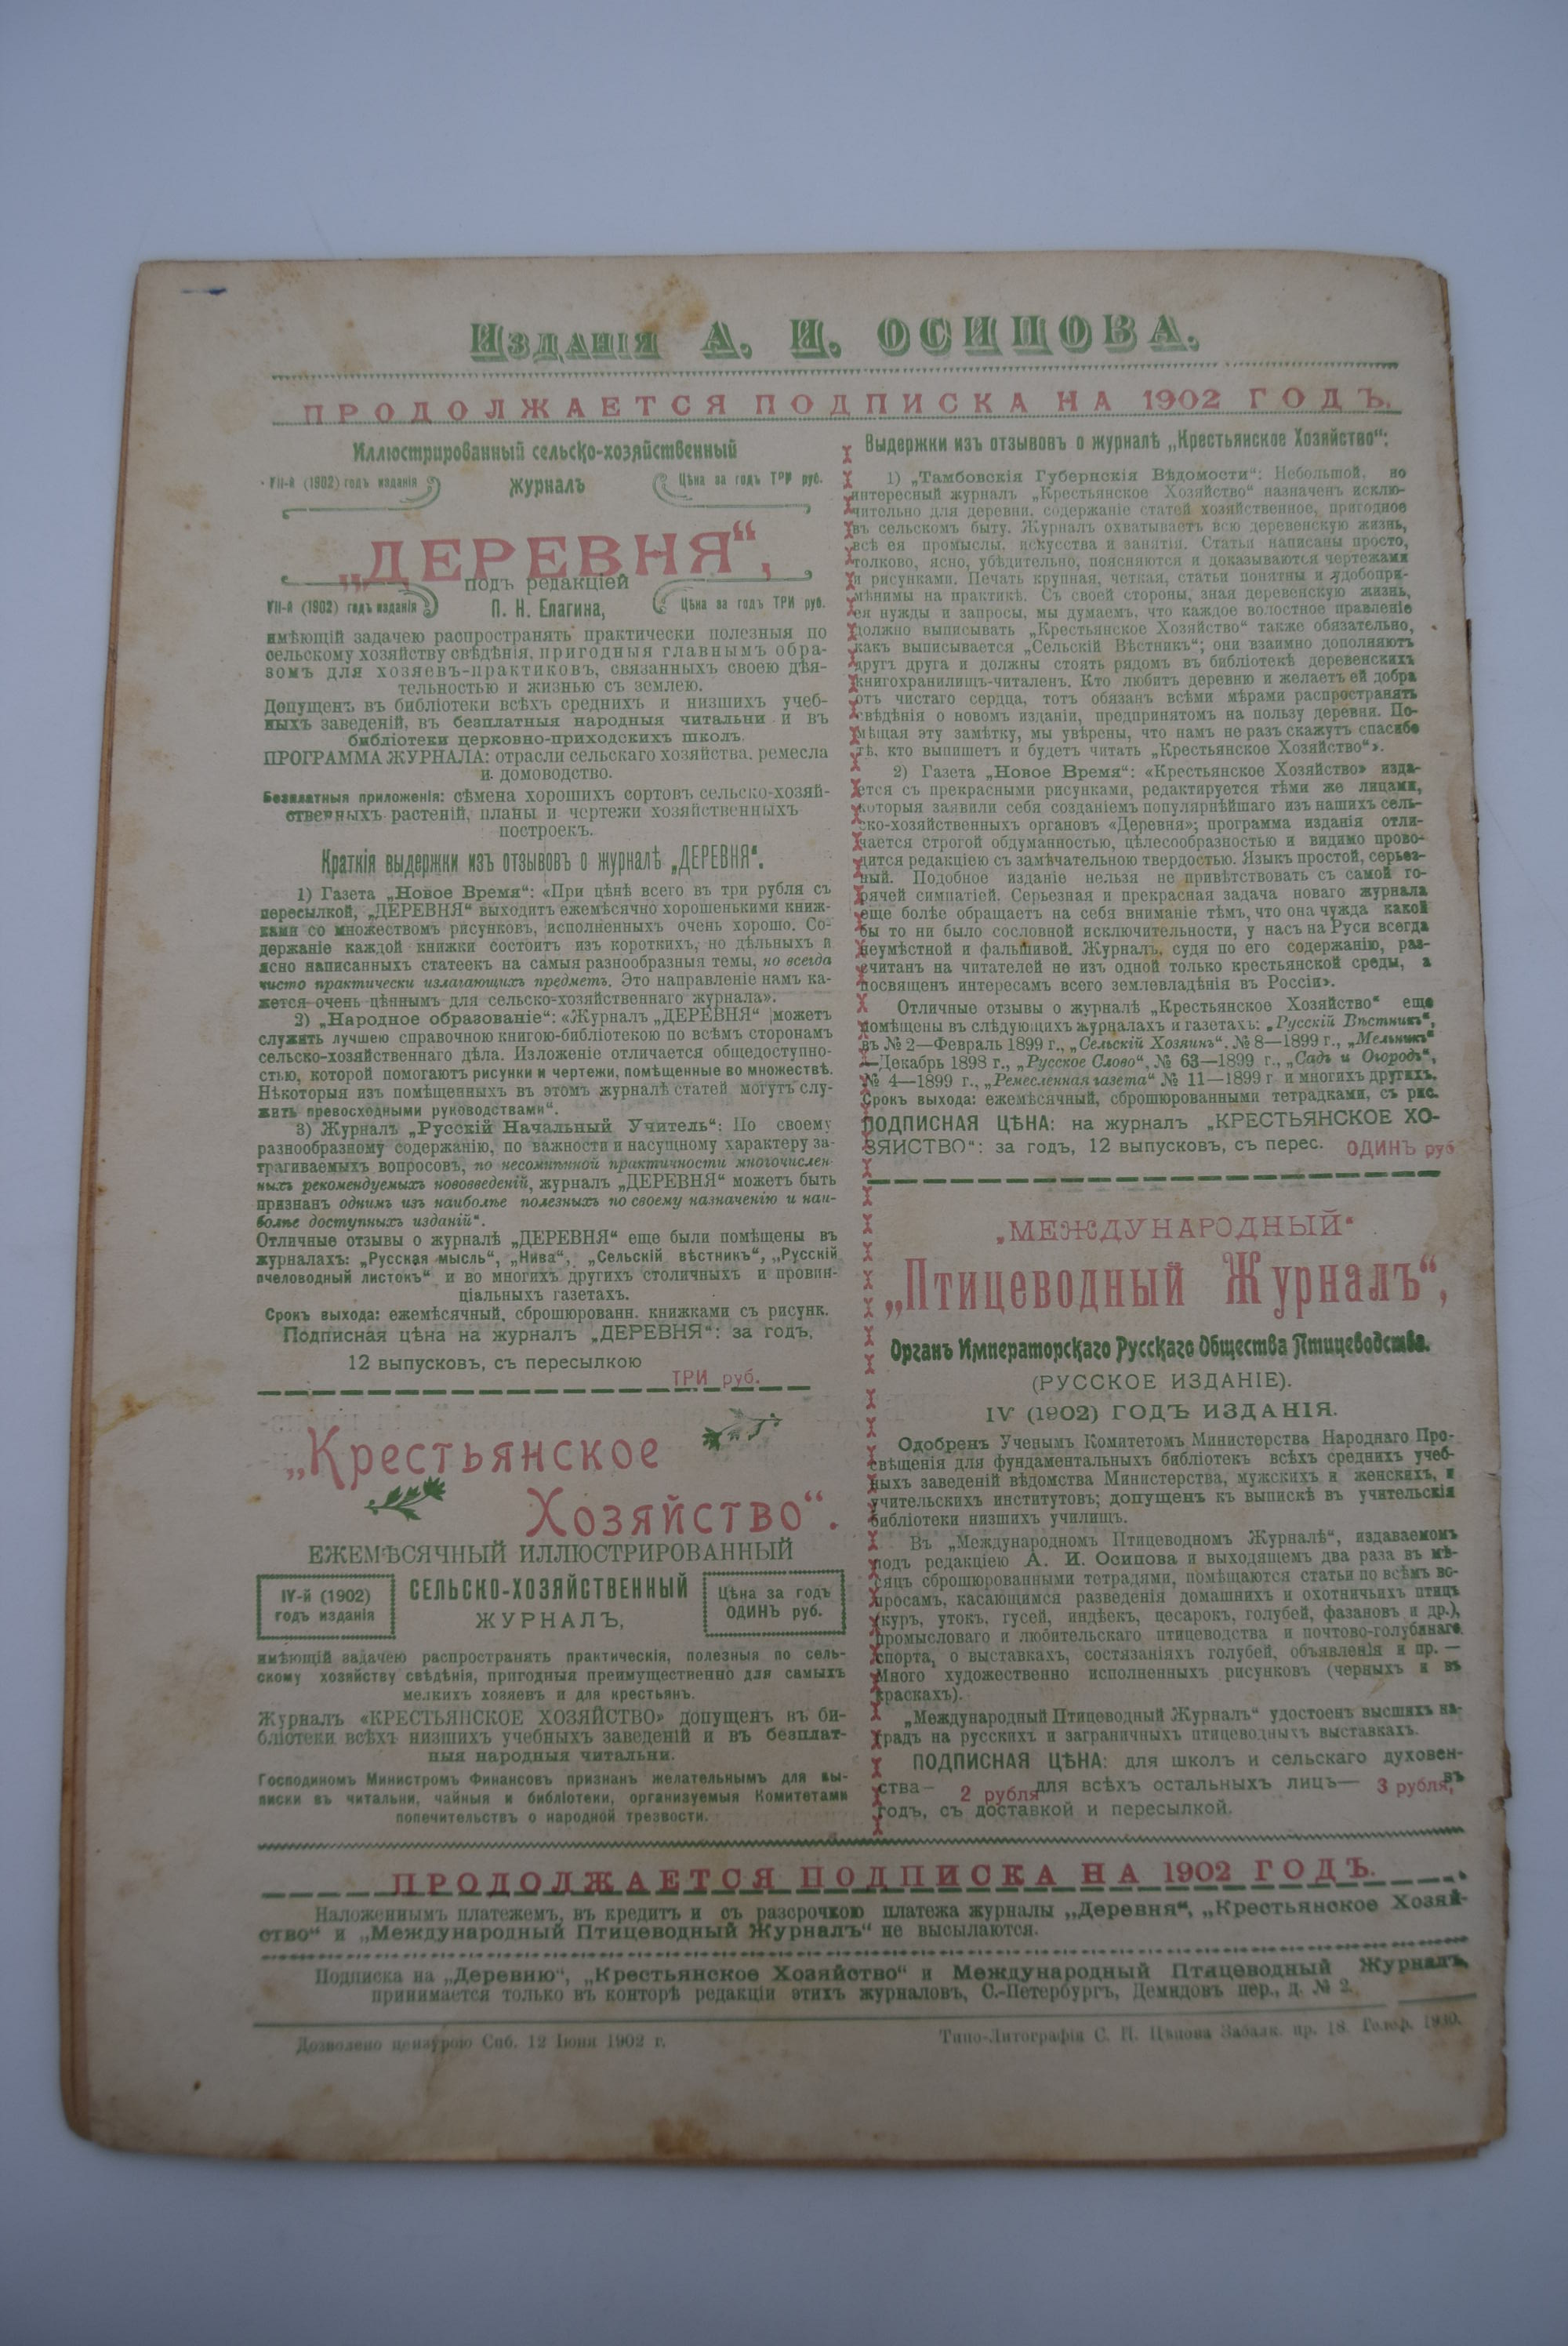 Изданія А. И. ОСИПОВА.
ПРОДОЛЖАЕТСЯ ПОДПИСКА НА 1902 ГОДЪ.
Иллюстрированный сельско-хозяйственный
VII-й (1902) годъ изданія журналъ Цѣна за годъ ТРИ руб.
„ДЕРЕВНЯ“,
подъ редакціей
VII-й (1902) годъ изданія П. Н. Елагина, Цѣна за годъ ТРИ руб.
имѣющій задачею распространять практически полезныя по
сельскому хозяйству свѣдѣнія, пригодныя главнымъ обра-
зомъ для хозяевъ-практиковъ, связанныхъ своею дѣя-
тельностью и жизнью съ землею.
Допущенъ въ библіотеки всѣхъ среднихъ и низшихъ учеб-
ныхъ заведеній, въ безплатныя народныя читальни и въ
библіотеки церковно-приходскихъ школъ.
ПРОГРАММА ЖУРНАЛА: отрасли сельскаго хозяйства, ремесла
и домоводство.
Безплатныя приложенія: сѣмена хорошихъ сортовъ сельско-хозяй-
ственныхъ растеній, планы и чертежи хозяйственныхъ
построекъ.
Краткія выдержки изъ отзывовъ о журналѣ „ДЕРЕВНЯ“.
1) Газета „Новое Время“: «При цѣнѣ всего въ три рубля съ
пересылкой, „ДЕРЕВНЯ“ выходитъ ежемѣсячно хорошенькими книж-
ками со множествомъ рисунковъ, исполненныхъ очень хорошо. Со-
держаніе каждой книжки состоитъ изъ короткихъ, но дѣльныхъ и
ясно написанныхъ статеекъ на самыя разнообразныя темы, но всегда
чисто практически излагающихъ предметъ. Это направленіе намъ ка-
жется очень цѣннымъ для сельско-хозяйственнаго журнала».
2) „Народное образованіе“: «Журналъ „ДЕРЕВНЯ“ можетъ
служить лучшею справочною книгою-библіотекою по всѣмъ сторонамъ
сельско-хозяйственнаго дѣла. Изложеніе отличается общедоступно-
стью, которой помогаютъ рисунки и чертежи, помѣщенные во множествѣ.
Нѣкоторыя изъ помѣщенныхъ въ этомъ журналѣ статей могутъ слу-
жить превосходными руководствами“.
3) Журналъ „Русскій Начальный Учитель“: По своему
разнообразному содержанію, по важности и насущному характеру за-
трагиваемыхъ вопросовъ, по несомнѣнной практичности многочислен-
ныхъ рекомендуемыхъ нововведеній, журналъ „ДЕРЕВНЯ“ можетъ быть
признанъ однимъ изъ наиболѣе полезныхъ по своему назначенію и наи-
болѣе доступныхъ изданій“.
Отличные отзывы о журналѣ „ДЕРЕВНЯ“ еще были помѣщены въ
журналахъ: „Русская мысль“, „Нива“, „Сельскій вѣстникъ“, „Русскій
пчеловодный листокъ“ и во многихъ другихъ столичныхъ и провин-
ціальныхъ газетахъ.
Срокъ выхода: ежемѣсячный, сброшюрованн. книжками съ рисунк.
Подписная цѣна на журналъ „ДЕРЕВНЯ“: за годъ,
12 выпусковъ, съ пересылкою ТРИ руб.
„Крестьянское
Хозяйство“.
ЕЖЕМѢСЯЧНЫЙ ИЛЛЮСТРИРОВАННЫЙ
IV-й (1902) годъ изданія СЕЛЬСКО-ХОЗЯЙСТВЕННЫЙ Цѣна за годъ ОДИНЪ руб.
ЖУРНАЛЪ,
имѣющій задачею распространять практическія, полезныя по сель-
скому хозяйству свѣдѣнія, пригодныя преимущественно для самыхъ
мелкихъ хозяевъ и для крестьянъ.
Журналъ «КРЕСТЬЯНСКОЕ ХОЗЯЙСТВО» допущенъ въ би-
бліотеки всѣхъ низшихъ учебныхъ заведеній и въ безплат-
ныя народныя читальни.
Господиномъ Министромъ Финансовъ признанъ желательнымъ для вы-
писки въ читальни, чайныя и библіотеки, организуемыя Комитетами
попечительствъ о народной трезвости.
Выдержки изъ отзывовъ о журналѣ „Крестьянское Хозяйство“:
1) „Тамбовскія Губернскія Вѣдомости“: Небольшой, но
интересный журналъ „Крестьянское Хозяйство“ назначенъ исклю-
чительно для деревни, содержаніе статей хозяйственное, пригодное
въ сельскомъ быту. Журналъ охватываетъ всю деревенскую жизнь,
всѣ ея промыслы, искусства и занятія. Статьи написаны просто,
толково, ясно, убѣдительно, поясняются и доказываются чертежами
и рисунками. Печать крупная, четкая, статьи понятны и удобопри-
мѣнимы на практикѣ. Съ своей стороны, зная деревенскую жизнь,
ея нужды и запросы, мы думаемъ, что каждое волостное правленіе
должно выписывать „Крестьянское Хозяйство“ также обязательно,
какъ выписывается „Сельскій Вѣстникъ“; они взаимно дополняютъ
другъ друга и должны стоять рядомъ въ библіотекѣ деревенскихъ
книгохранилищъ-читаленъ. Кто любитъ деревню и желаетъ ей добра
отъ чистаго сердца, тотъ обязанъ всѣми мѣрами распространять
свѣдѣнія о новомъ изданіи, предпринятомъ на пользу деревни. По-
мѣщая эту замѣтку, мы увѣрены, что намъ не разъ скажутъ спасибо
тѣ, кто выпишетъ и будетъ читать „Крестьянское Хозяйство“».
2) Газета „Новое Время“: «Крестьянское Хозяйство» изда-
ется съ прекрасными рисунками, редактируется тѣми же лицами,
которыя заявили себя созданіемъ популярнѣйшаго изъ нашихъ сель-
ско-хозяйственныхъ органовъ «Деревня»; программа изданія отли-
чается строгой обдуманностью, цѣлесообразностью и видимо прово-
дится редакціею съ замѣчательною твердостью. Языкъ простой, серьез-
ный. Подобное изданіе нельзя не привѣтствовать съ самой го-
рячей симпатіей. Серьезная и прекрасная задача новаго журнала
еще болѣе обращаетъ на себя вниманіе тѣмъ, что она чужда какой
бы то ни было сословной исключительности, у насъ на Руси всегда
неумѣстной и фальшивой. Журналъ, судя по его содержанію, раз-
считанъ на читателей не изъ одной только крестьянской среды, а
посвященъ интересамъ всего землевладѣнія въ Россіи».
Отличные отзывы о журналѣ „Крестьянское Хозяйство“ еще
помѣщены въ слѣдующихъ журналахъ и газетахъ: „Русскій Вѣстникъ“,
въ № 2—Февраль 1899 г., „Сельскій Хозяинъ“. № 8—1899 г., „Мельникъ“
—Декабрь 1898 г., „Русское Слово“, № 63—1899 г., „Садъ и Огородъ“,
№ 4—1899 г., „Ремесленная газета“ № 11—1899 г и многихъ другихъ.
Срокъ выхода: ежемѣсячный, сброшюрованными тетрадками, съ рис.
ПОДПИСНАЯ ЦѢНА: на журналъ „КРЕСТЬЯНСКОЕ ХО-
ЗЯЙСТВО“: за годъ, 12 выпусковъ, съ перес. ОДИНЪ руб
„МЕЖДУНАРОДНЫЙ“
„Птицеводный Журналъ“,
Органъ Императорскаго Русскаго Общества Птицеводства.
(РУССКОЕ ИЗДАНІЕ).
IV (1902) ГОДЪ ИЗДАНІЯ.
Одобренъ Ученымъ Комитетомъ Министерства Народнаго Про-
свѣщенія для фундаментальныхъ библіотекъ всѣхъ среднихъ учеб-
ныхъ заведеній вѣдомства Министерства, мужскихъ и женскихъ, и
учительскихъ институтовъ; допущенъ къ выпискѣ въ учительскія
библіотеки низшихъ училищъ.
Въ „Международномъ Птицеводномъ Журналѣ“, издаваемомъ
подъ редакціею А. И. Осипова и выходящемъ два раза въ мѣ-
сяцъ сброшюрованными тетрадями, помѣщаются статьи по всѣмъ во-
просамъ, касающимся разведенія домашнихъ и охотничьихъ птицъ
(куръ, утокъ, гусей, индѣекъ, цесарокъ, голубей, фазановъ и др.),
промысловаго и любительскаго птицеводства и почтово-голубинаго
спорта, о выставкахъ, состязаніяхъ голубей, объявленія и пр. —
Много художественно исполненныхъ рисунковъ (черныхъ и въ
краскахъ).
„Международный Птицеводный Журналъ“ удостоенъ высшихъ на-
градъ на русскихъ и заграничныхъ птицеводныхъ выставкахъ.
ПОДПИСНАЯ ЦѢНА: для школъ и сельскаго духовен-
ства— 2 рубля для всѣхъ остальныхъ лицъ— 3 рубля, въ
годъ, съ доставкой и пересылкой.
ПРОДОЛЖАЕТСЯ ПОДПИСКА НА 1902 ГОДЪ.
Наложеннымъ платежемъ, въ кредитъ и съ разсрочкою платежа журналы „Деревня“, „Крестьянское Хозяй-
ство“ и „Международный Птицеводный Журналъ“ не высылаются.
Подписка на „Деревню“, „Крестьянское Хозяйство“ и Международный Птицеводный Журналъ,
принимается только въ конторѣ редакціи этихъ журналовъ, С.-Петербургъ, Демидовъ пер., д. № 2.
Дозволено цензурою Спб. 12 Іюня 1902 г. Типо-Литографія С. Н. Цѣпова Забалк. пр. 18.